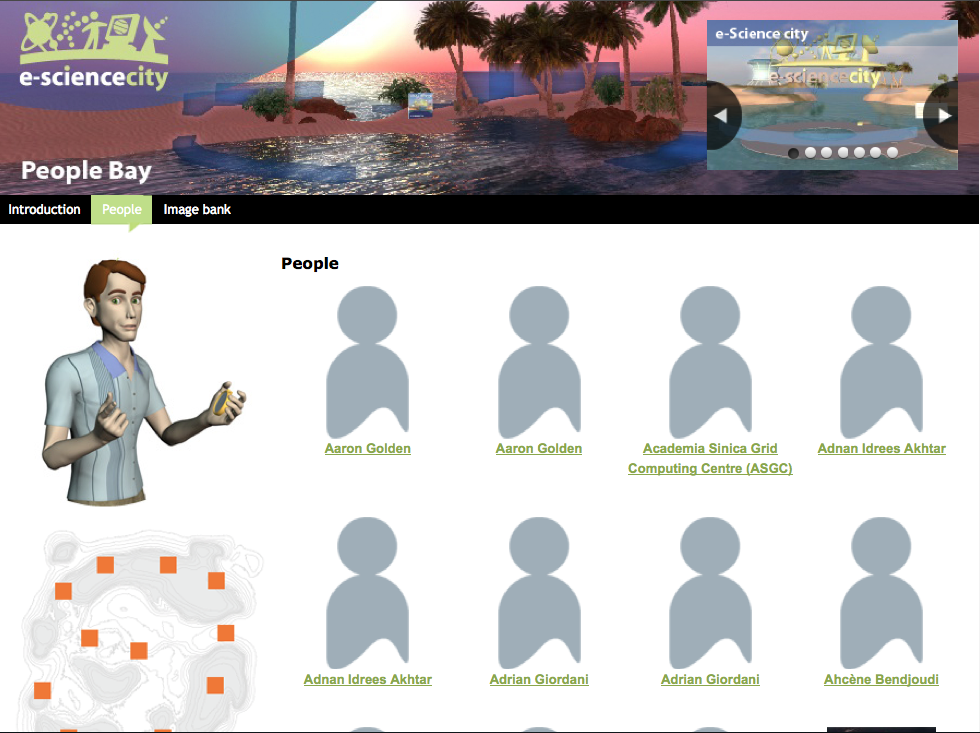 e-sciencecity
e-Science city
e-sciencecity
People Bay
Introduction People Image bank
People
Aaron Golden
Aaron Golden
Academia Sinica Grid
Computing Centre (ASGC)
Adnan Idrees Akhtar
Adnan Idrees Akhtar
Adrian Giordani
Adrian Giordani
Ahcène Bendjoudi